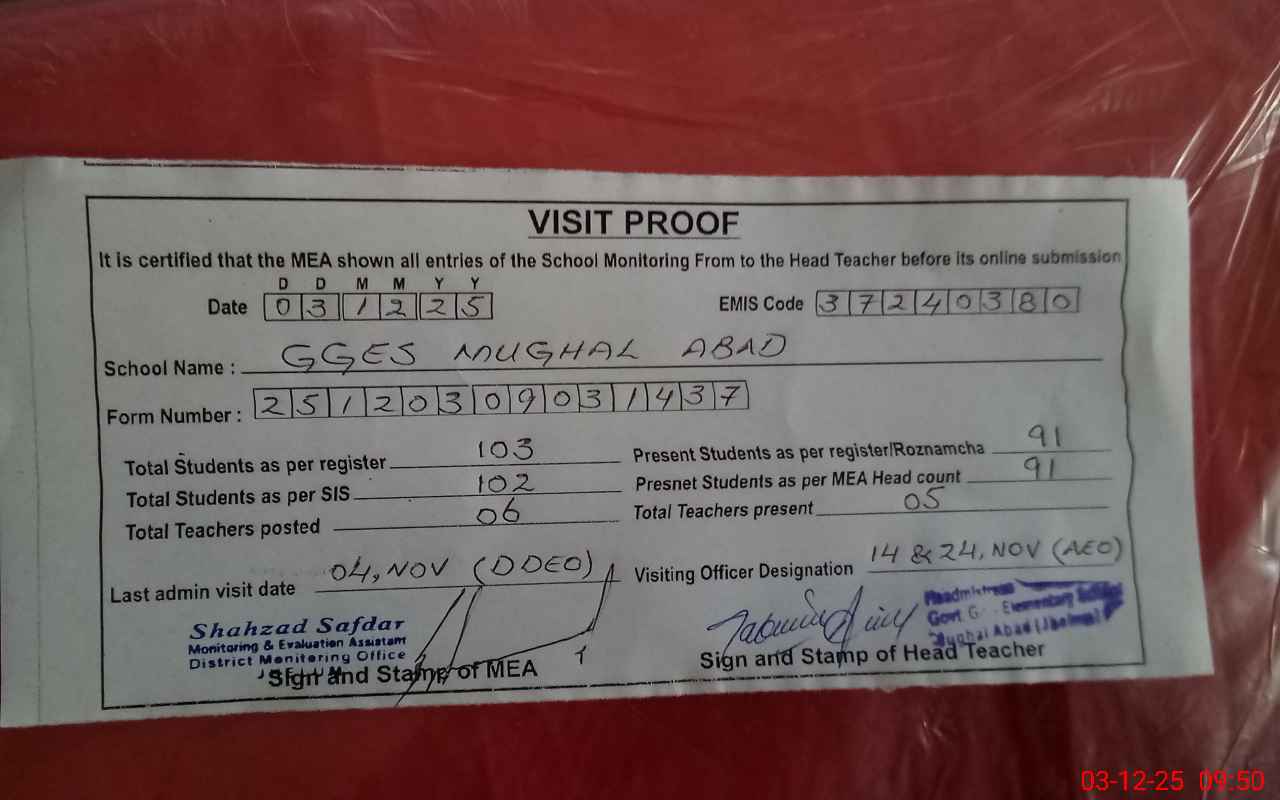 VISIT PROOF
It is certified that the MEA shown all entries of the School Monitoring From to the Head Teacher before its online submission
D D M M Y Y
Date 0 3 1 2 2 5 EMIS Code 3 7 2 4 0 3 8 0
School Name : GGES MUGHAL ABAD
Form Number : 2 5 1 2 0 3 0 9 0 3 1 4 3 7
Total Students as per register 103 Present Students as per register/Roznamcha 91
Total Students as per SIS 102 Presnet Students as per MEA Head count 91
Total Teachers posted 06 Total Teachers present 05
Last admin visit date 04, NOV (DDEO) Visiting Officer Designation 14 & 24, NOV (AEO)
Shahzad Safdar
Monitoring & Evaluation Assistant
District Monitoring Office
Sign and Stamp of MEA
Headmistress
Govt G Elementary School
Mughal Abad (Jhelum)
Sign and Stamp of Head Teacher
03-12-25 09:50